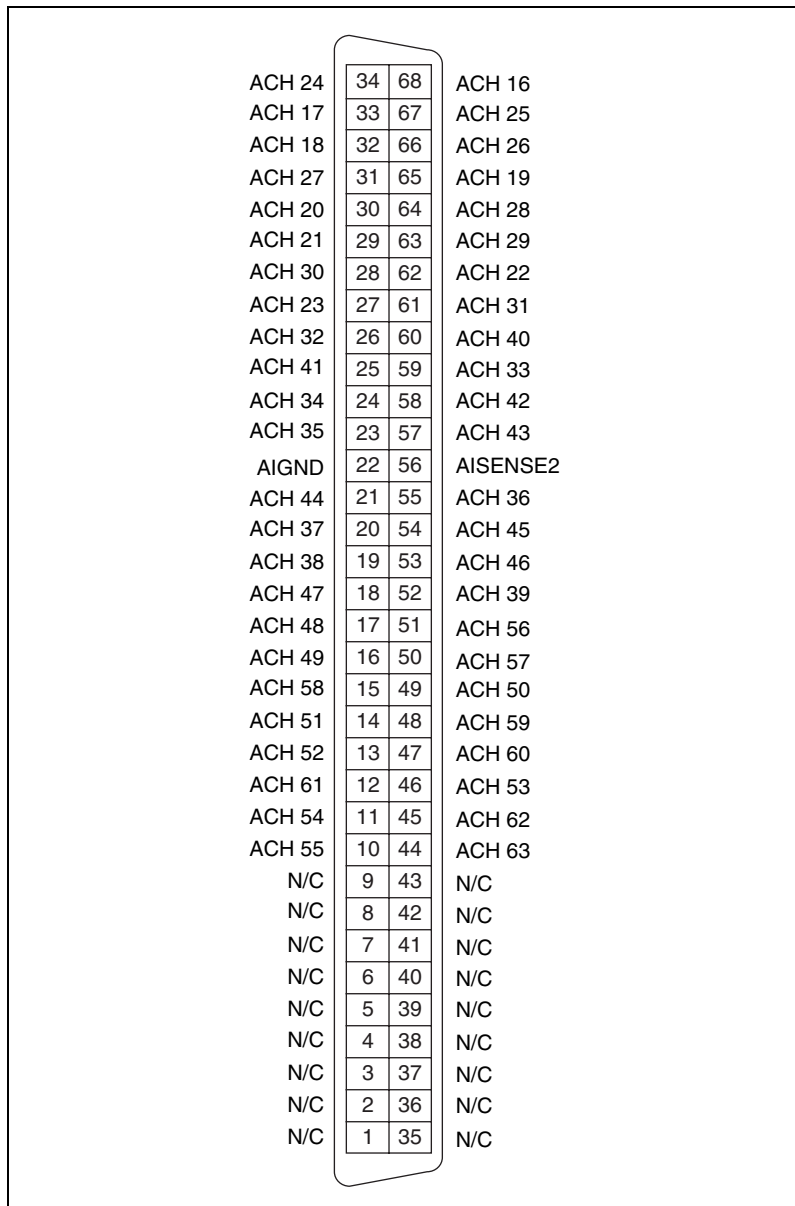 ACH 24 34 68 ACH 16
ACH 17 33 67 ACH 25
ACH 18 32 66 ACH 26
ACH 27 31 65 ACH 19
ACH 20 30 64 ACH 28
ACH 21 29 63 ACH 29
ACH 30 28 62 ACH 22
ACH 23 27 61 ACH 31
ACH 32 26 60 ACH 40
ACH 41 25 59 ACH 33
ACH 34 24 58 ACH 42
ACH 35 23 57 ACH 43
AIGND 22 56 AISENSE2
ACH 44 21 55 ACH 36
ACH 37 20 54 ACH 45
ACH 38 19 53 ACH 46
ACH 47 18 52 ACH 39
ACH 48 17 51 ACH 56
ACH 49 16 50 ACH 57
ACH 58 15 49 ACH 50
ACH 51 14 48 ACH 59
ACH 52 13 47 ACH 60
ACH 61 12 46 ACH 53
ACH 54 11 45 ACH 62
ACH 55 10 44 ACH 63
N/C 9 43 N/C
N/C 8 42 N/C
N/C 7 41 N/C
N/C 6 40 N/C
N/C 5 39 N/C
N/C 4 38 N/C
N/C 3 37 N/C
N/C 2 36 N/C
N/C 1 35 N/C